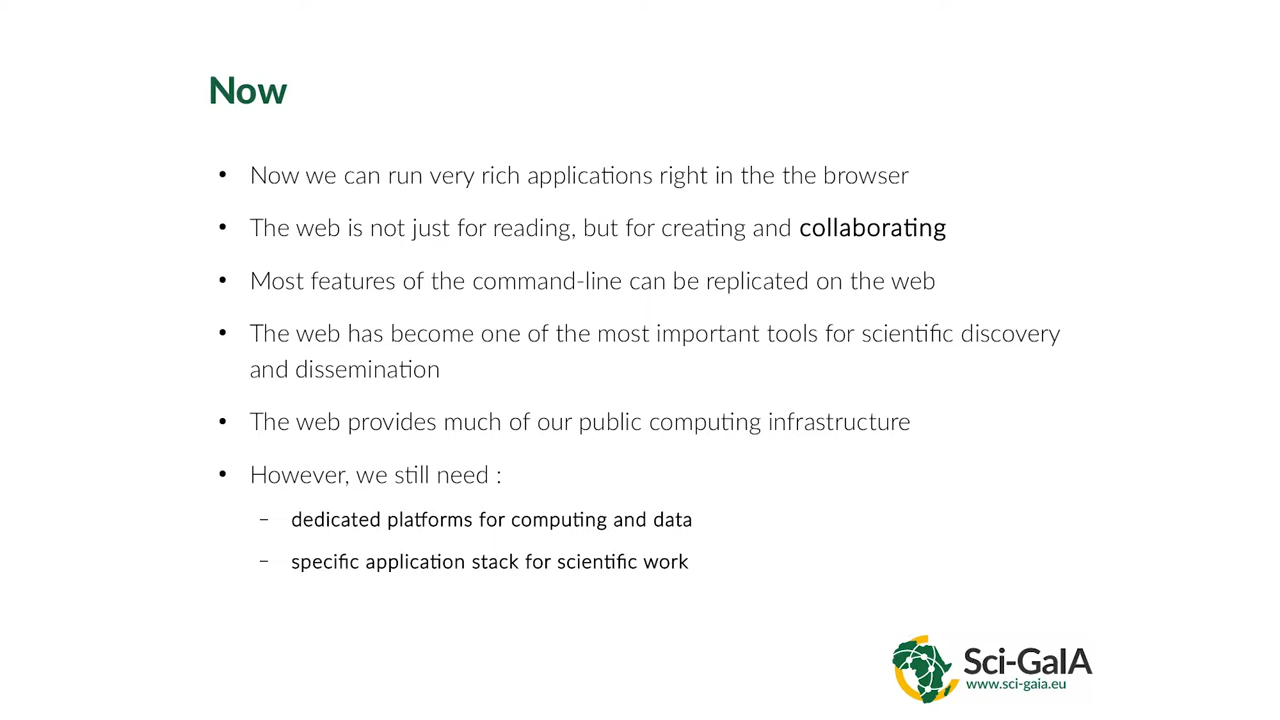 Now
• Now we can run very rich applications right in the the browser
• The web is not just for reading, but for creating and collaborating
• Most features of the command-line can be replicated on the web
• The web has become one of the most important tools for scientific discovery
and dissemination
• The web provides much of our public computing infrastructure
• However, we still need :
– dedicated platforms for computing and data
– specific application stack for scientific work
Sci-GaIA
www.sci-gaia.eu